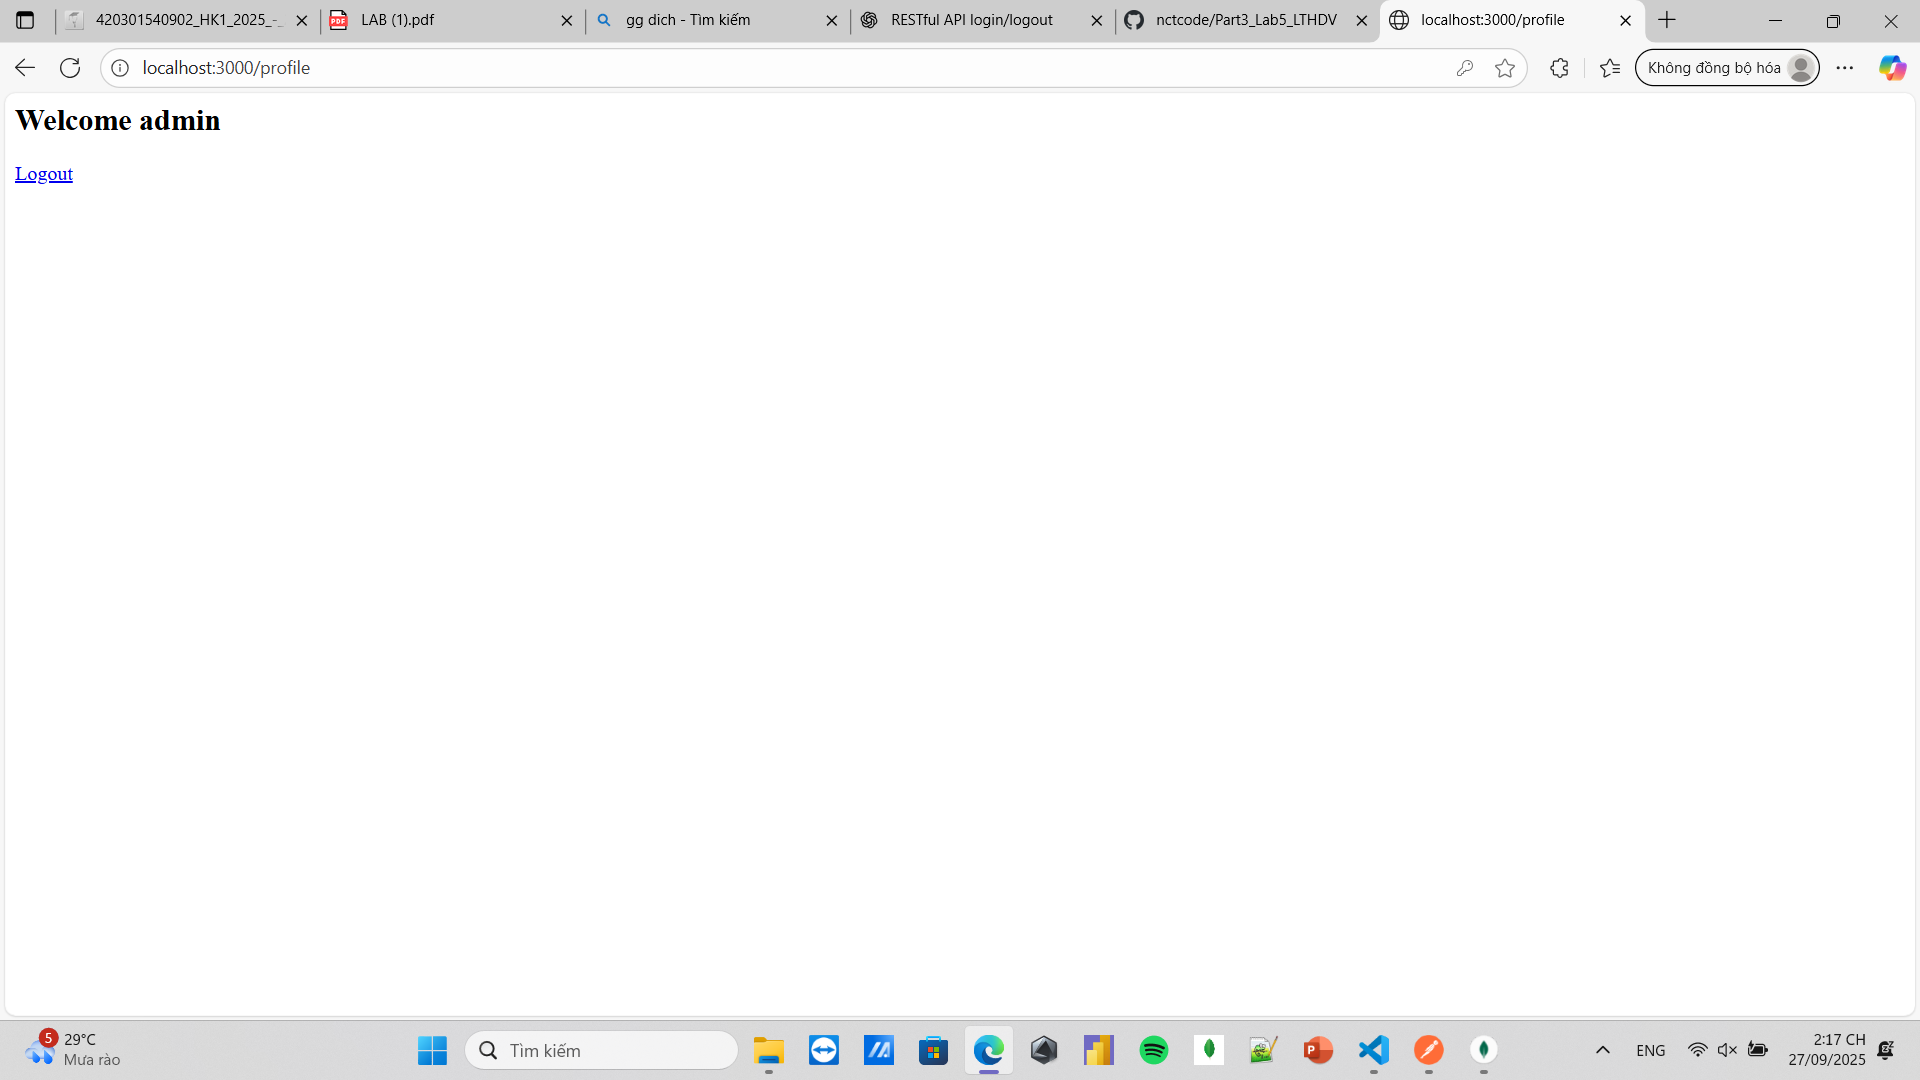 420301540902_HK1_2025_-_
LAB (1).pdf
gg dich - Tìm kiếm
RESTful API login/logout
nctcode/Part3_Lab5_LTHDV
localhost:3000/profile
localhost:3000/profile
Không đồng bộ hóa
Welcome admin
Logout
5
29°C
Mưa rào
Tìm kiếm
ENG
2:17 CH
27/09/2025